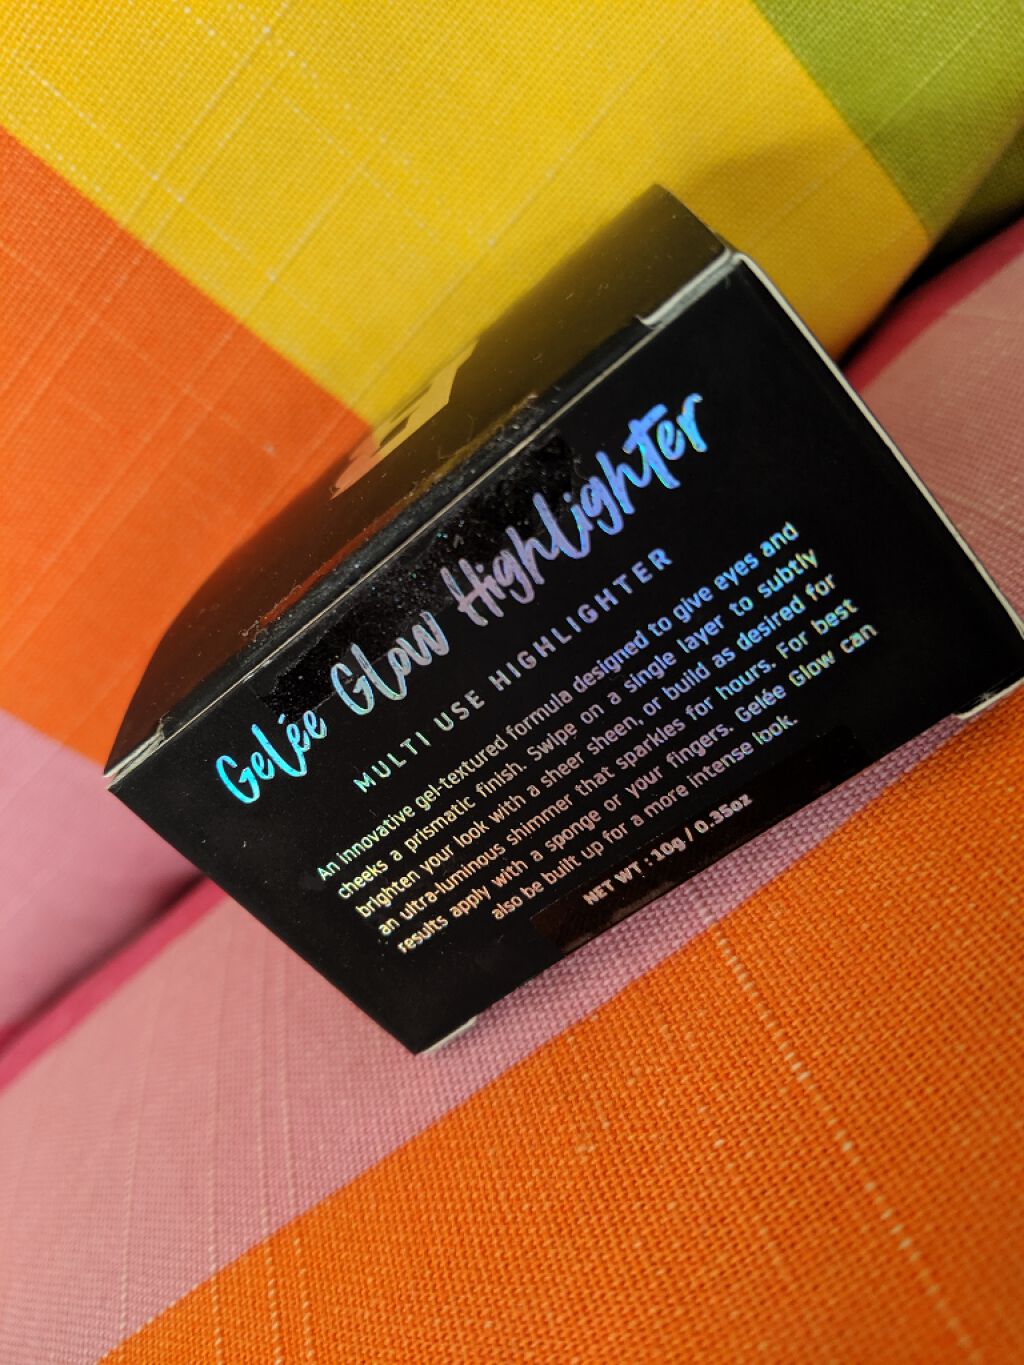 Gelée Glow Highlighter
MULTI USE HIGHLIGHTER
An innovative gel-textured formula designed to give eyes and
cheeks a prismatic finish. Swipe on a single layer to subtly
brighten your look with a sheer sheen, or build as desired for
an ultra-luminous shimmer that sparkles for hours. For best
results apply with a sponge or your fingers. Gelée Glow can
also be built up for a more intense look.
NET WT : 10g / 0.35oz